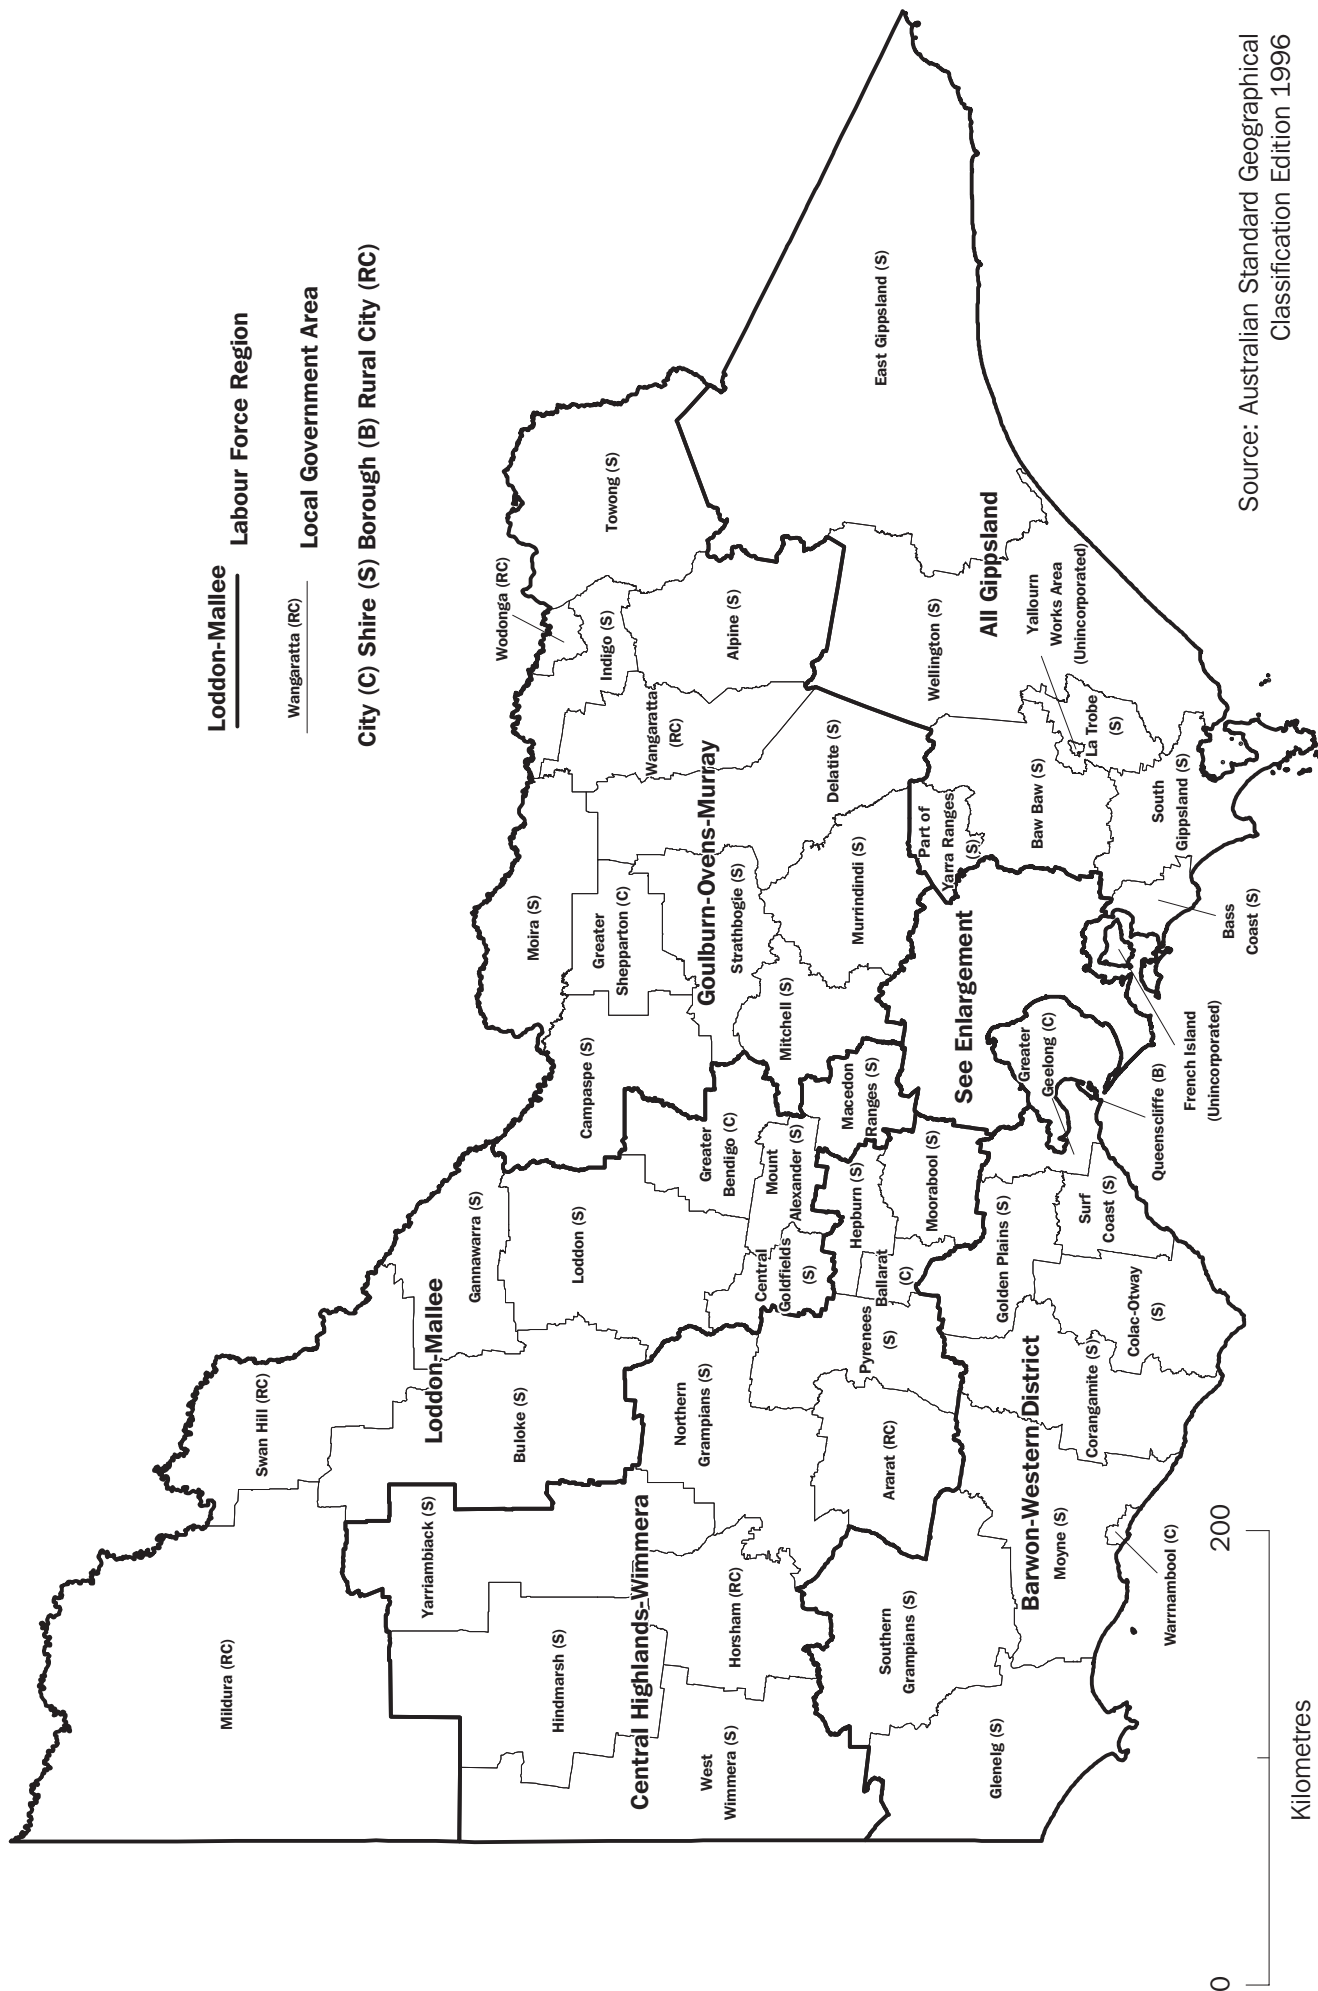 Loddon-Mallee
Labour Force Region
Wangaratta (RC)
Local Government Area
City (C) Shire (S) Borough (B) Rural City (RC)
Mildura (RC)
Swan Hill (RC)
Loddon-Mallee
Gannawarra (S)
Buloke (S)
Loddon (S)
Yarriambiack (S)
Hindmarsh (S)
Central Highlands-Wimmera
West
Wimmera (S)
Horsham (RC)
Northern
Grampians (S)
Campaspe (S)
Greater
Bendigo (C)
Mount
Alexander (S)
Central
Goldfields
(S)
Macedon
Ranges (S)
Hepburn (S)
Ballarat
(C)
Moorabool (S)
Pyrenees
(S)
Ararat (RC)
Southern
Grampians (S)
Glenelg (S)
Barwon-Western District
Moyne (S)
Warrnambool (C)
Corangamite (S)
Colac-Otway
(S)
Golden Plains (S)
Surf
Coast (S)
Greater
Geelong (C)
Queenscliffe (B)
French Island
(Unincorporated)
See Enlargement
Moira (S)
Greater
Shepparton (C)
Goulburn-Ovens-Murray
Strathbogie (S)
Mitchell (S)
Murrindindi (S)
Delatite (S)
Wangaratta
(RC)
Wodonga (RC)
Indigo (S)
Alpine (S)
Towong (S)
Part of
Yarra Ranges
(S)
Baw Baw (S)
La Trobe
(S)
Yallourn
Works Area
(Unincorporated)
South
Gippsland (S)
Bass
Coast (S)
Wellington (S)
All Gippsland
East Gippsland (S)
0
200
Kilometres
Source: Australian Standard Geographical
Classification Edition 1996